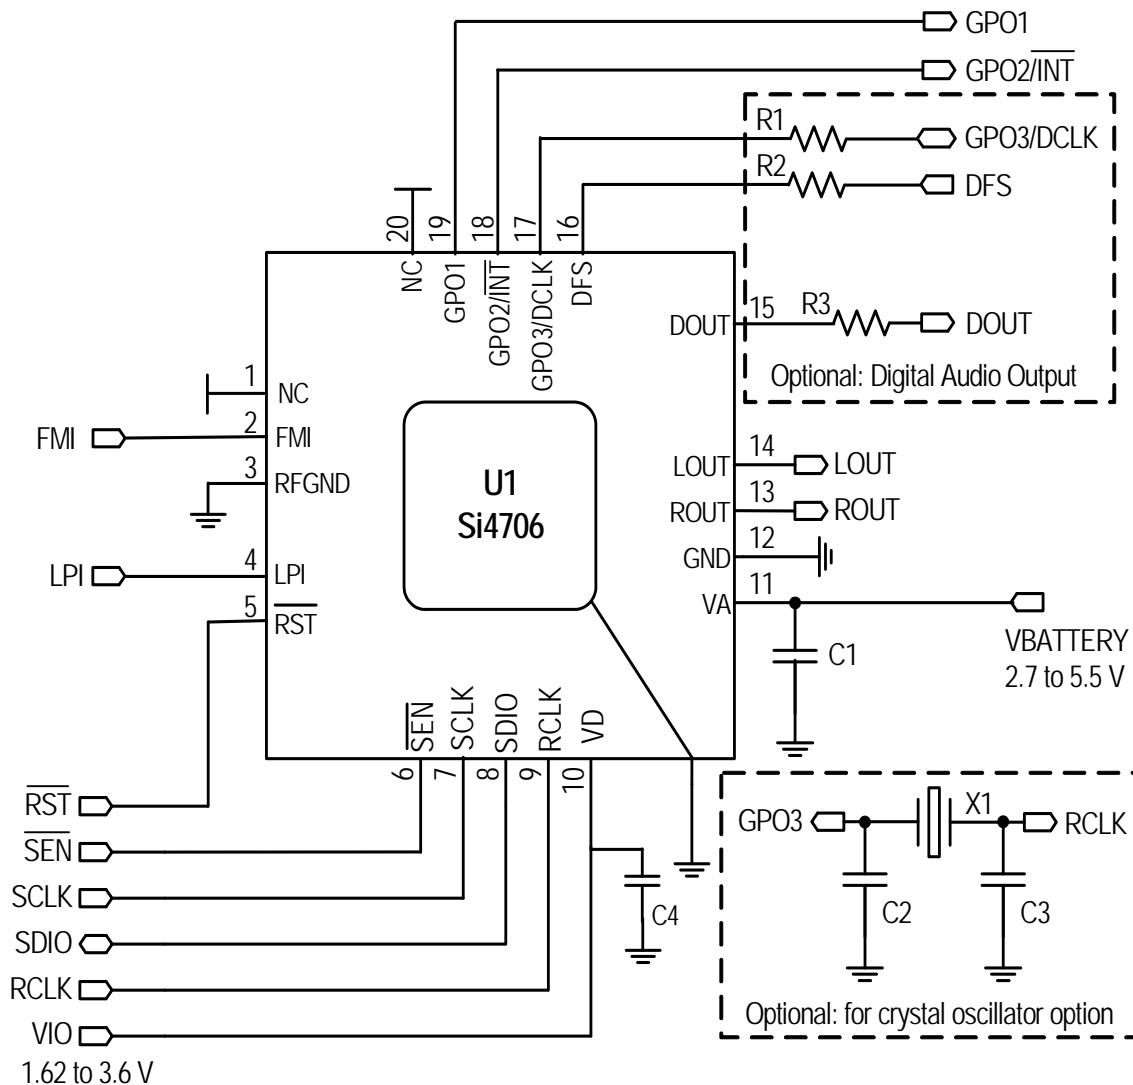 GPO1
GPO2/INT
R1
GPO3/DCLK
R2
DFS
20
19
18
17
16
NC
GPO1
GPO2/INT
GPO3/DCLK
DFS
DOUT
15
R3
DOUT
Optional: Digital Audio Output
1
NC
FMI
2
FMI
3
RFGND
U1
Si4706
LOUT
14
LOUT
ROUT
13
ROUT
GND
12
LPI
4
LPI
VA
11
5
RST
VBATTERY
2.7 to 5.5 V
C1
SEN
SCLK
SDIO
RCLK
VD
6
7
8
9
10
RST
SEN
SCLK
SDIO
RCLK
VIO
1.62 to 3.6 V
C4
GPO3
X1
RCLK
C2
C3
Optional: for crystal oscillator option